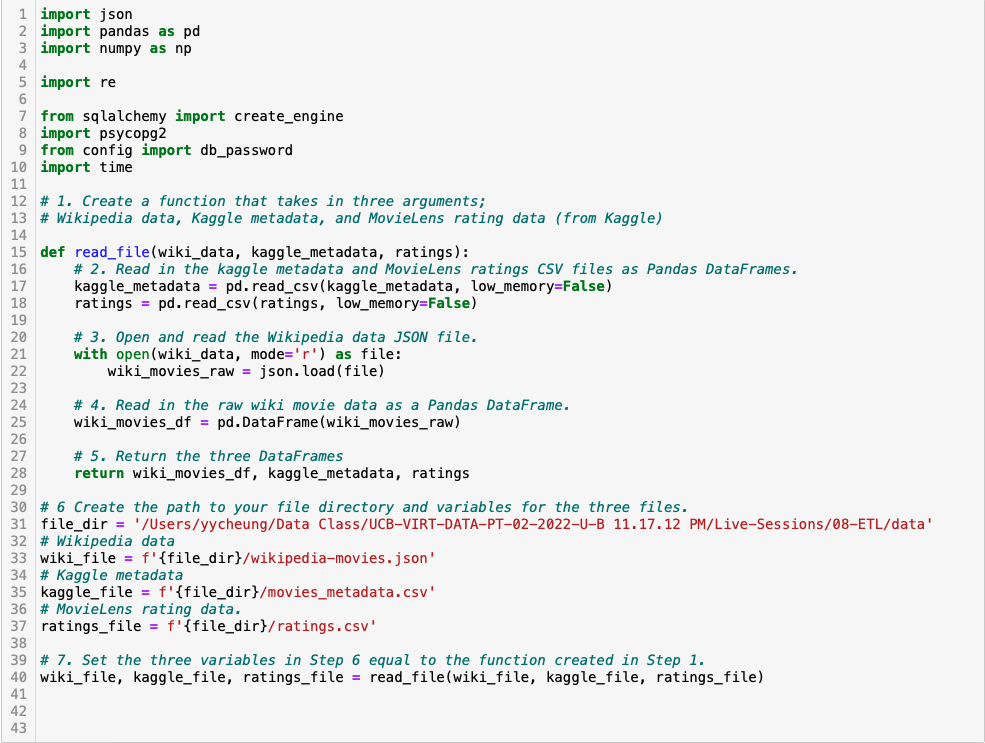 1 import json
2 import pandas as pd
3 import numpy as np
4
5 import re
6
7 from sqlalchemy import create_engine
8 import psycopg2
9 from config import db_password
10 import time
11
12 # 1. Create a function that takes in three arguments;
13 # Wikipedia data, Kaggle metadata, and MovieLens rating data (from Kaggle)
14
15 def read_file(wiki_data, kaggle_metadata, ratings):
16     # 2. Read in the kaggle metadata and MovieLens ratings CSV files as Pandas DataFrames.
17     kaggle_metadata = pd.read_csv(kaggle_metadata, low_memory=False)
18     ratings = pd.read_csv(ratings, low_memory=False)
19
20     # 3. Open and read the Wikipedia data JSON file.
21     with open(wiki_data, mode='r') as file:
22         wiki_movies_raw = json.load(file)
23
24     # 4. Read in the raw wiki movie data as a Pandas DataFrame.
25     wiki_movies_df = pd.DataFrame(wiki_movies_raw)
26
27     # 5. Return the three DataFrames
28     return wiki_movies_df, kaggle_metadata, ratings
29
30 # 6 Create the path to your file directory and variables for the three files.
31 file_dir = '/Users/yycheung/Data Class/UCB-VIRT-DATA-PT-02-2022-U-B 11.17.12 PM/Live-Sessions/08-ETL/data'
32 # Wikipedia data
33 wiki_file = f'{file_dir}/wikipedia-movies.json'
34 # Kaggle metadata
35 kaggle_file = f'{file_dir}/movies_metadata.csv'
36 # MovieLens rating data.
37 ratings_file = f'{file_dir}/ratings.csv'
38
39 # 7. Set the three variables in Step 6 equal to the function created in Step 1.
40 wiki_file, kaggle_file, ratings_file = read_file(wiki_file, kaggle_file, ratings_file)
41
42
43